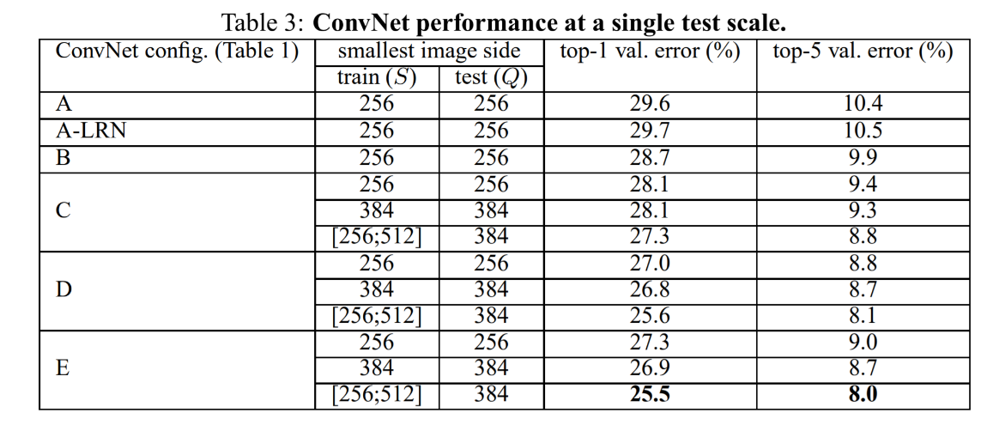 Table 3: ConvNet performance at a single test scale.
ConvNet config. (Table 1) smallest image side top-1 val. error (%) top-5 val. error (%)
train (S) test (Q)
A 256 256 29.6 10.4
A-LRN 256 256 29.7 10.5
B 256 256 28.7 9.9
256 256 28.1 9.4
C 384 384 28.1 9.3
[256;512] 384 27.3 8.8
256 256 27.0 8.8
D 384 384 26.8 8.7
[256;512] 384 25.6 8.1
256 256 27.3 9.0
E 384 384 26.9 8.7
[256;512] 384 25.5 8.0